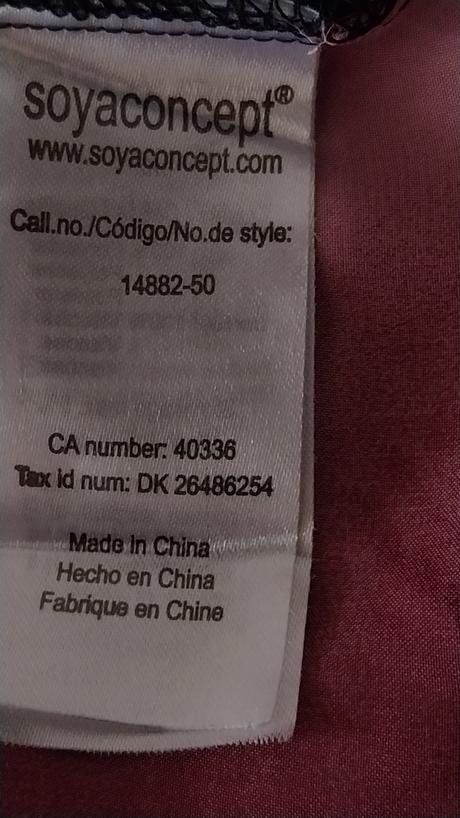 soyaconcept®
www.soyaconcept.com
Call.no./Código/No.de style:
14882-50
CA number: 40336
Tax id num: DK 26486254
Made in China
Hecho en China
Fabrique en Chine